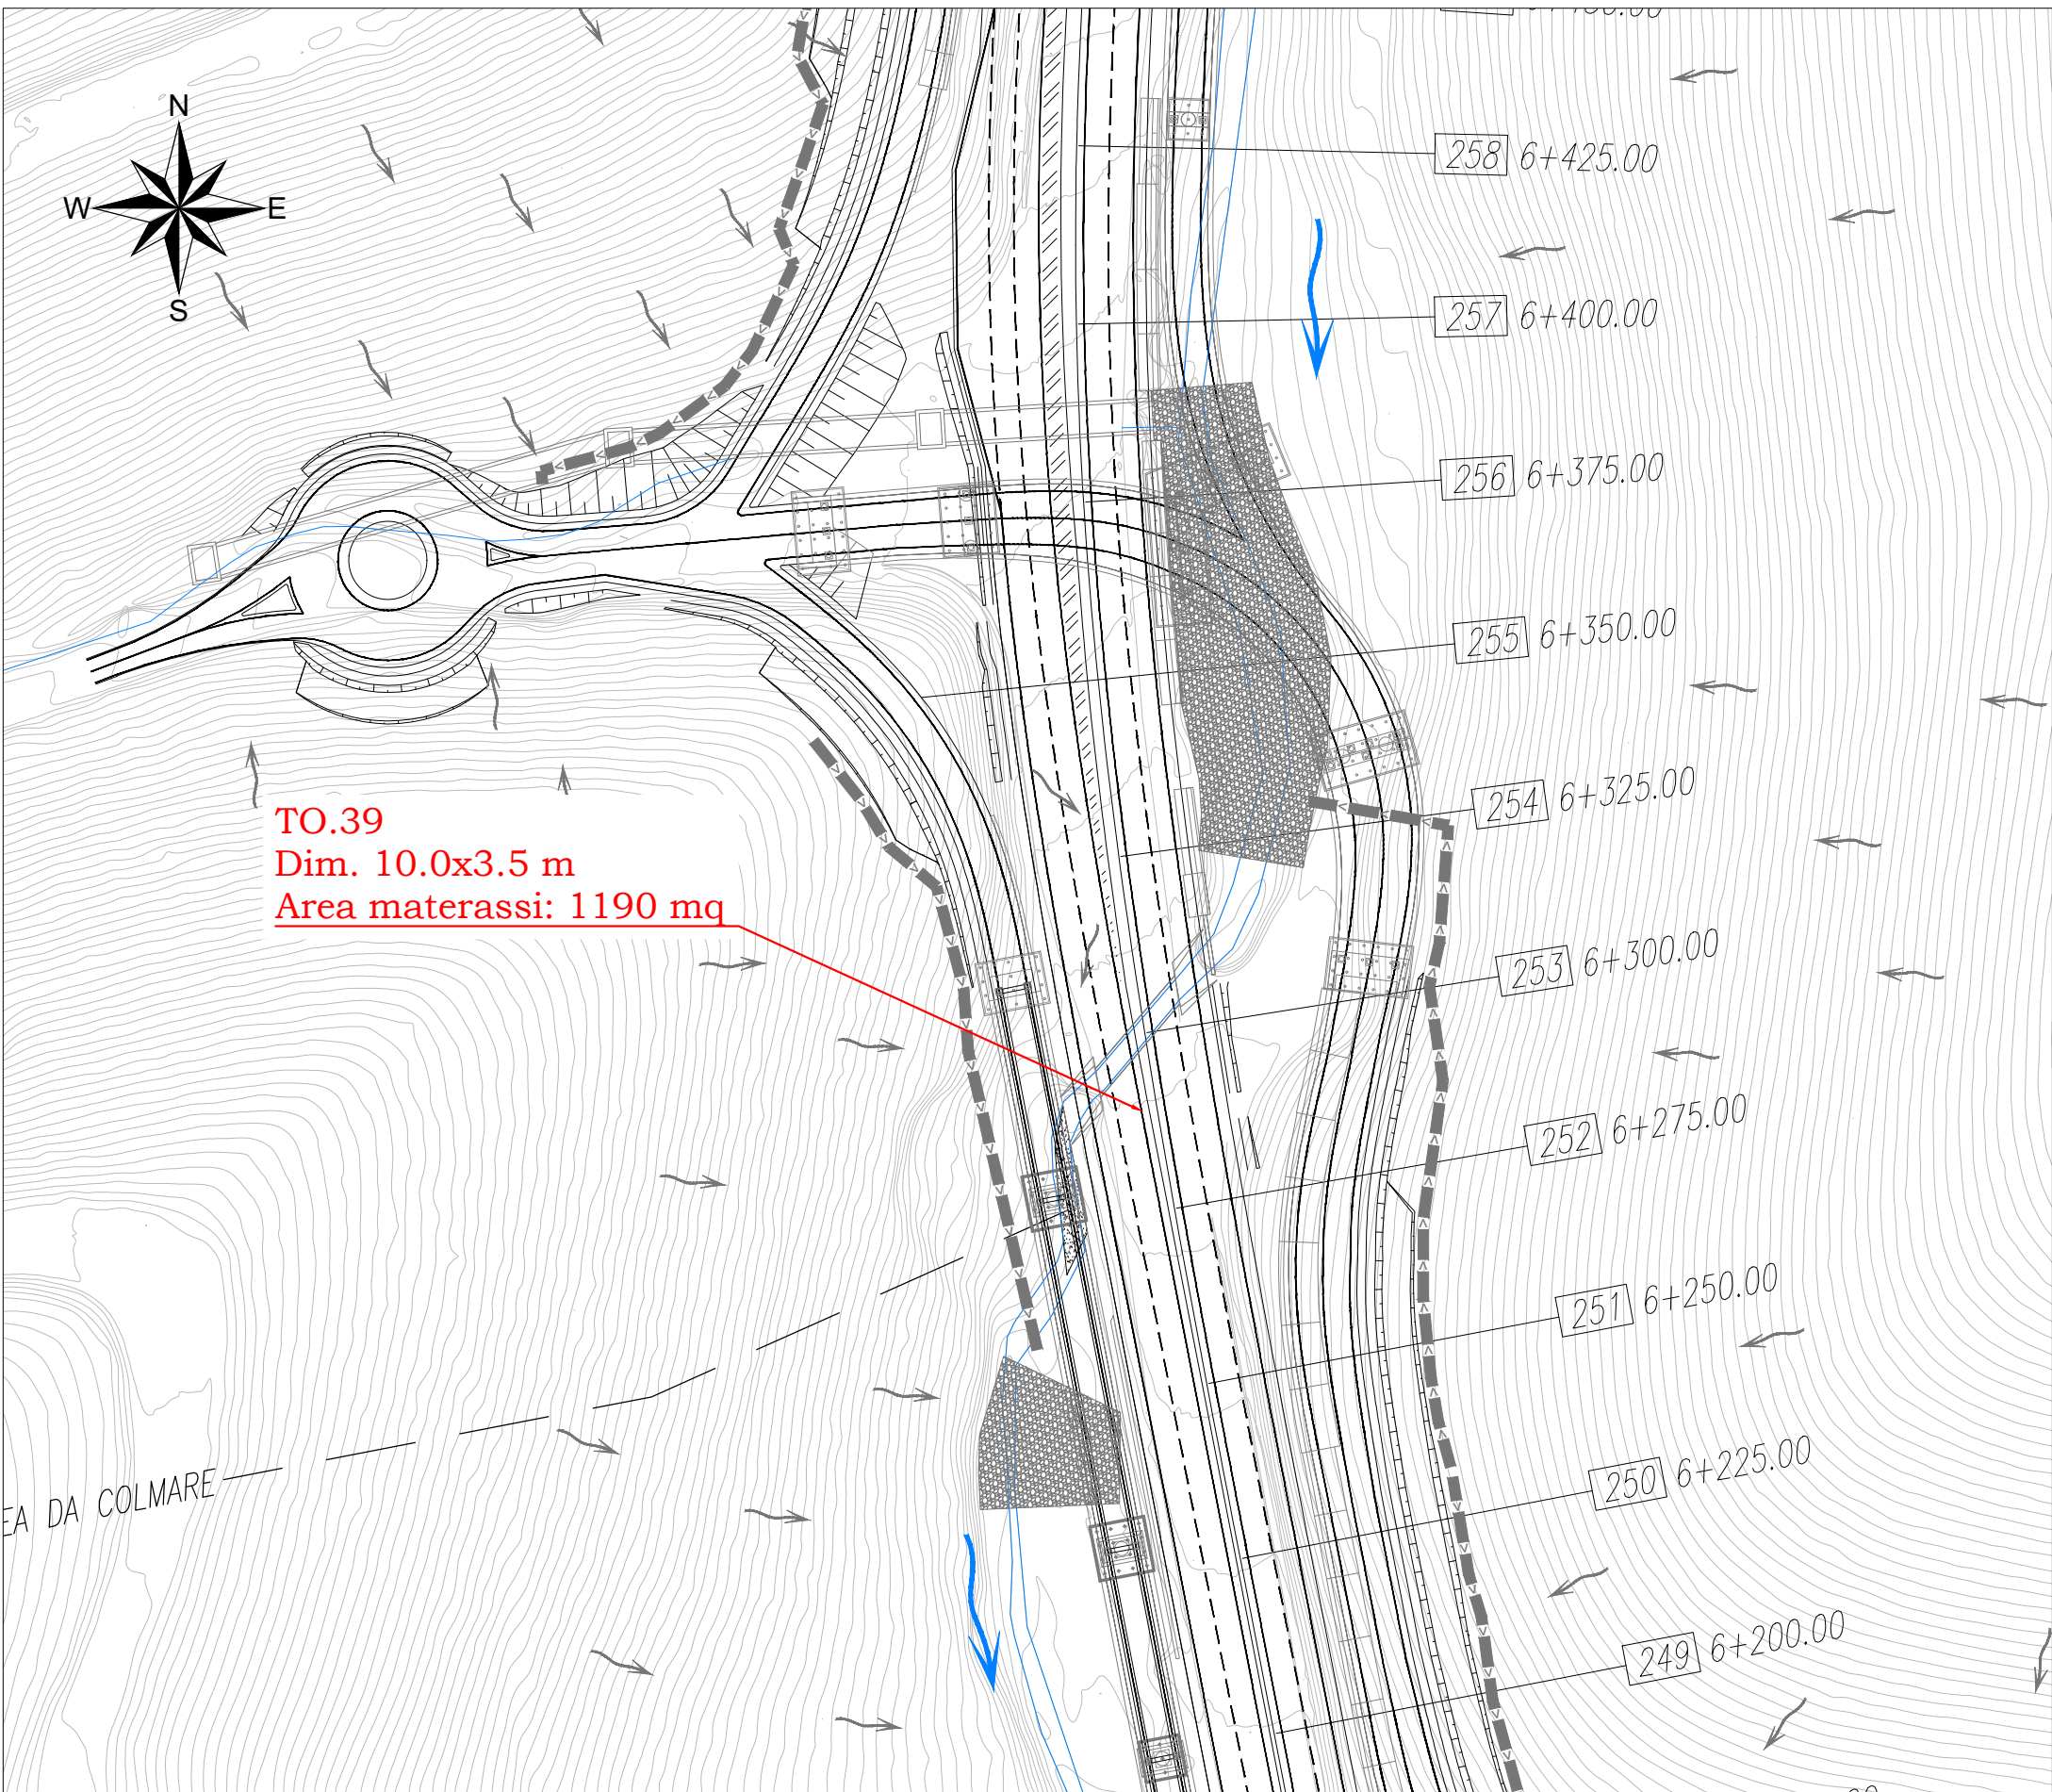 N
W E
S
258 6+425.00
257 6+400.00
256 6+375.00
255 6+350.00
254 6+325.00
TO.39
Dim. 10.0x3.5 m
Area materassi: 1190 mq
253 6+300.00
252 6+275.00
251 6+250.00
250 6+225.00
DA COLMARE
249 6+200.00